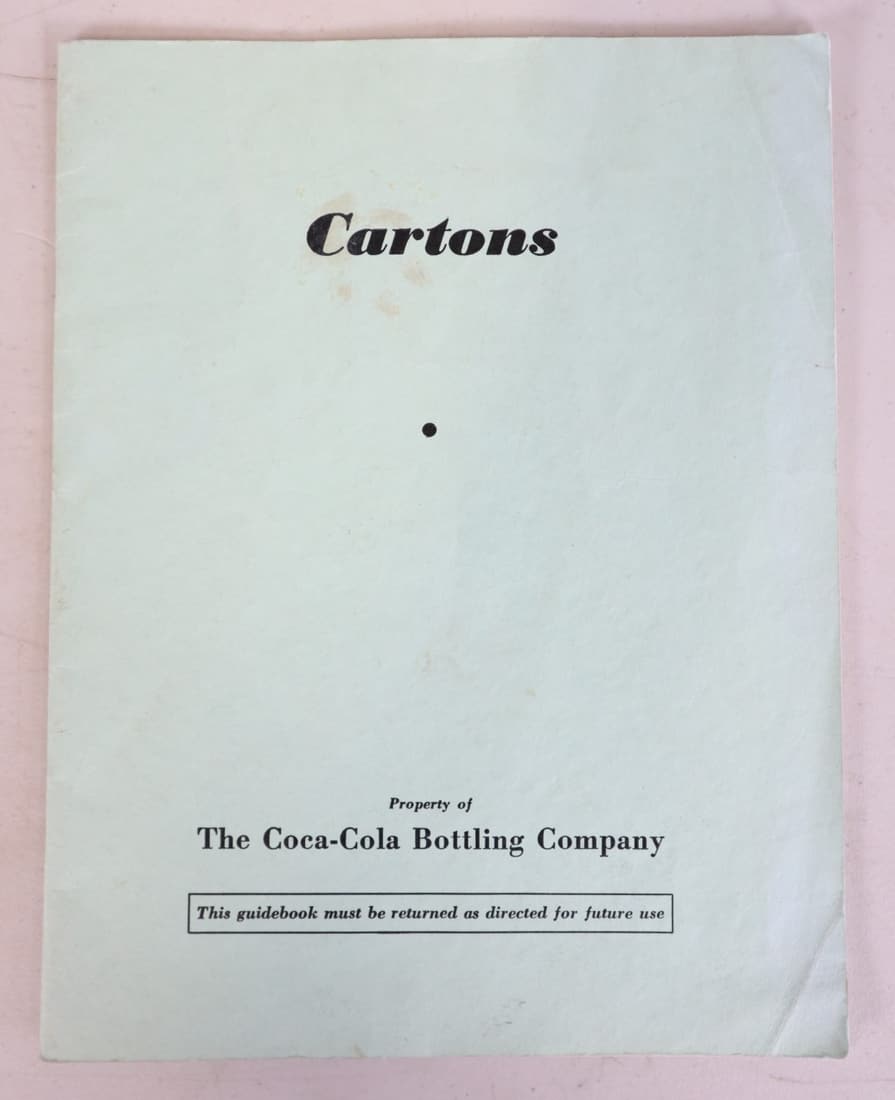 Cartons
•
Property of
The Coca-Cola Bottling Company
This guidebook must be returned as directed for future use